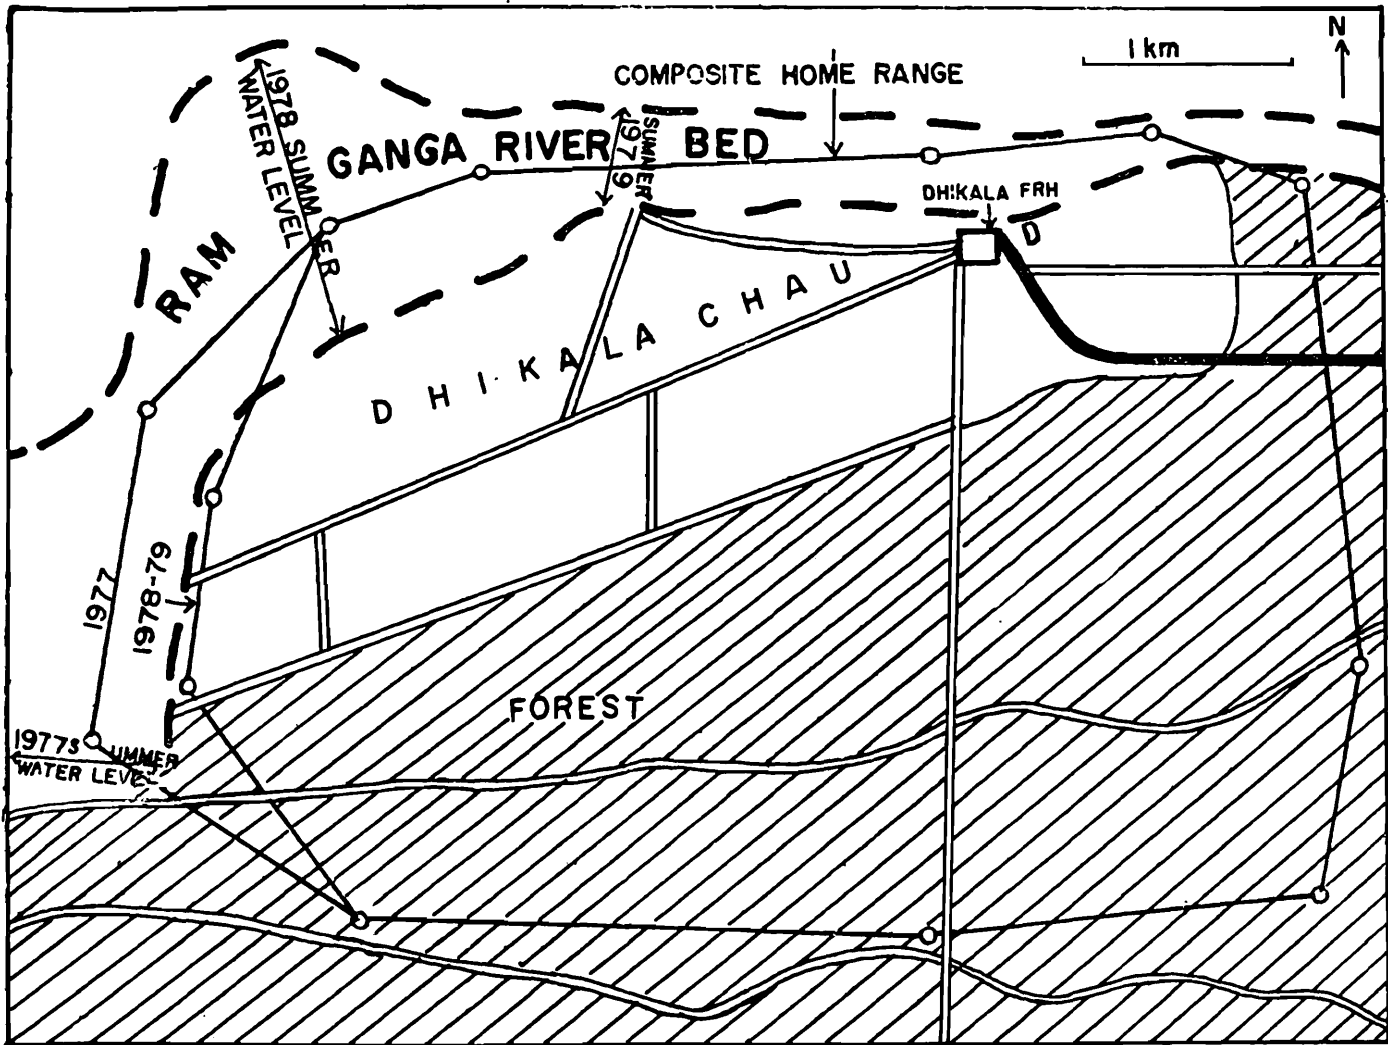 N
1 km
COMPOSITE HOME RANGE
1978 SUMMER
WATER LEVEL
SUMMER
1979
RAM GANGA RIVER BED
DHIKALA FRH
DHIKALA CHAUD
1977
1978-79
FOREST
1977 SUMMER
WATER LEVEL